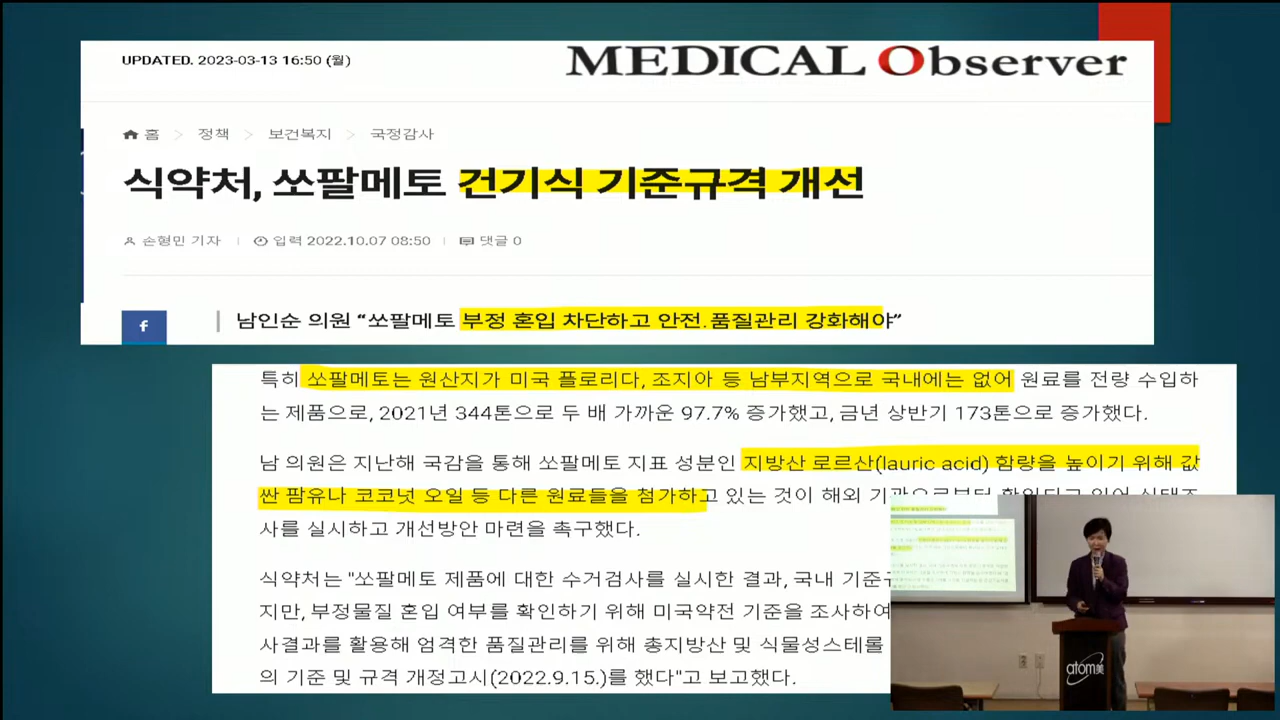 UPDATED. 2023-03-13 16:50 (월)
MEDICAL Observer
홈 > 정책 > 보건복지 > 국정감사
식약처, 쏘팔메토 건기식 기준규격 개선
손형민 기자 | 입력 2022.10.07 08:50 | 댓글 0
f
남인순 의원 “쏘팔메토 부정 혼입 차단하고 안전.품질관리 강화해야”
특히 쏘팔메토는 원산지가 미국 플로리다, 조지아 등 남부지역으로 국내에는 없어 원료를 전량 수입하
는 제품으로, 2021년 344톤으로 두 배 가까운 97.7% 증가했고, 금년 상반기 173톤으로 증가했다.
남 의원은 지난해 국감을 통해 쏘팔메토 지표 성분인 지방산 로르산(lauric acid) 함량을 높이기 위해 값
싼 팜유나 코코넛 오일 등 다른 원료들을 첨가하고 있는 것이 해외
사를 실시하고 개선방안 마련을 촉구했다.
식약처는 "쏘팔메토 제품에 대한 수거검사를 실시한 결과, 국내
지만, 부정물질 혼입 여부를 확인하기 위해 미국약전 기준을 조사하여
사결과를 활용해 엄격한 품질관리를 위해 총지방산 및 식물성스테롤
의 기준 및 규격 개정고시(2022.9.15.)를 했다"고 보고했다.
atom美